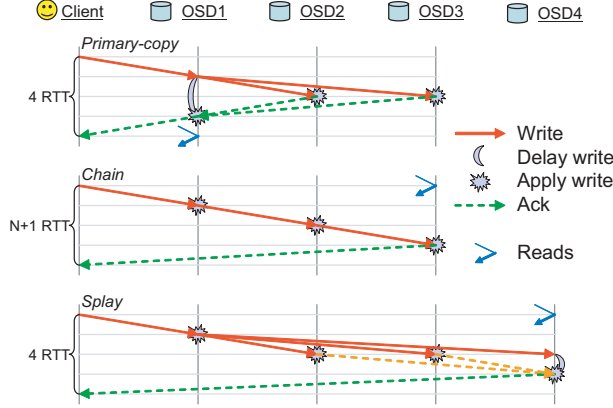 Client OSD1 OSD2 OSD3 OSD4
Primary-copy
4 RTT
Write
Delay write
Apply write
Ack
Reads
Chain
N+1 RTT
Splay
4 RTT